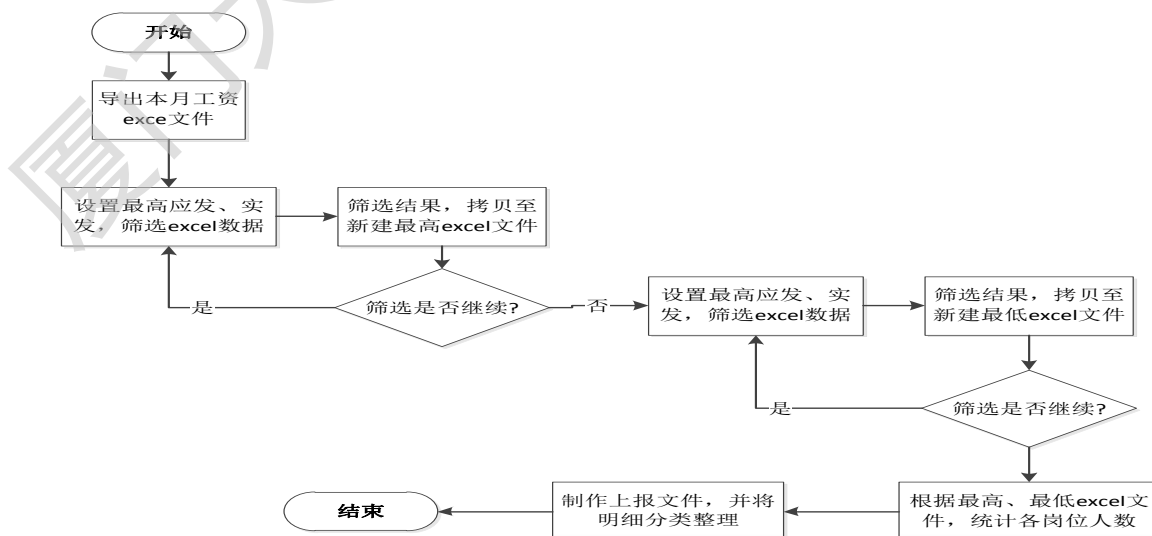 开始
导出本月工资
exce文件
设置最高应发、实
发，筛选excel数据
筛选结果，拷贝至
新建最高excel文件
筛选是否继续?
是
否
设置最高应发、实
发，筛选excel数据
筛选结果，拷贝至
新建最低excel文件
筛选是否继续?
是
根据最高、最低excel文
件，统计各岗位人数
制作上报文件，并将
明细分类整理
结束
厦门